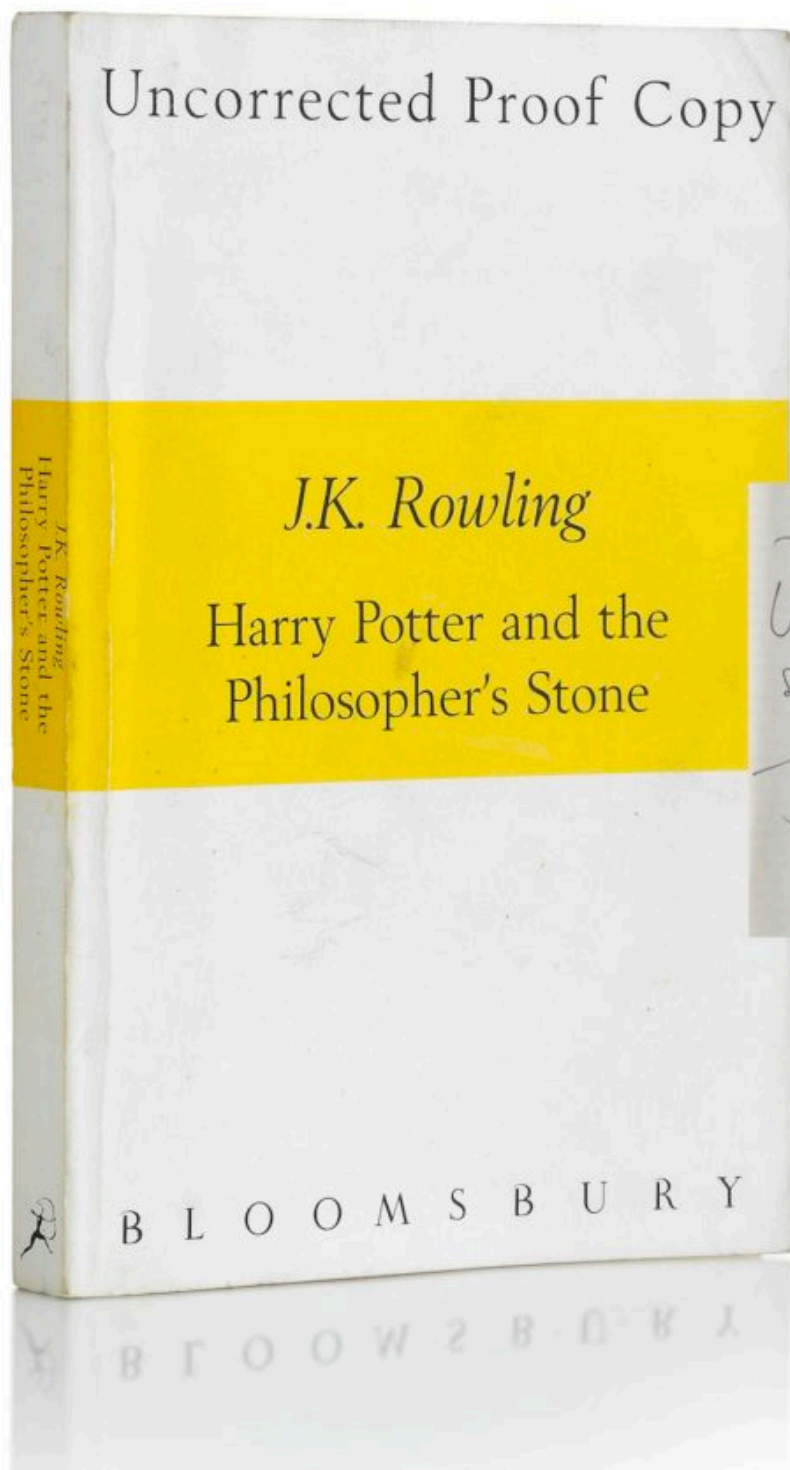 Uncorrected Proof Copy
J.K. Rowling
Harry Potter and the
Philosopher's Stone
BLOOMSBURY
J.K. Rowling
Harry Potter and the
Philosopher's Stone